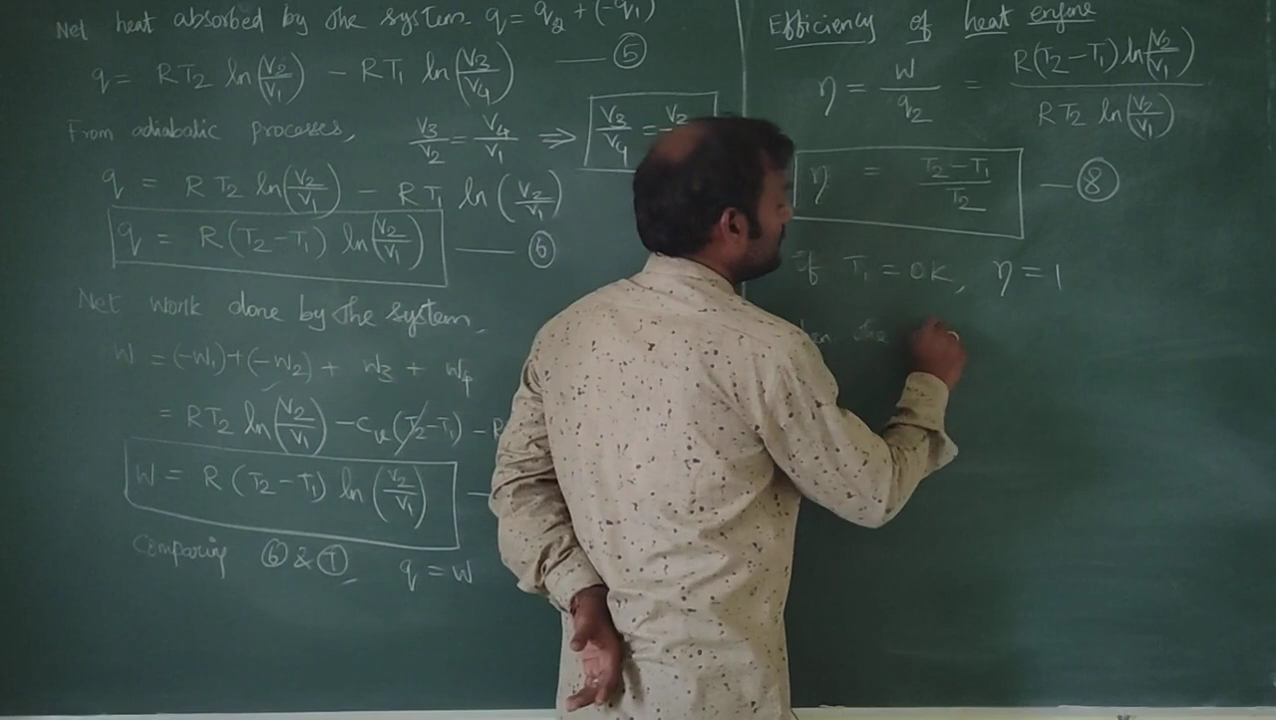 Net heat absorbed by the system. q = q₂ + (-q₁)
q = RT₂ ln(V₂/V₁) - RT₁ ln(V₃/V₄) — ⑤
From adiabatic processes, V₃/V₂ = V₄/V₁ ⇒ V₃/V₄ = V₂
q = RT₂ ln(V₂/V₁) - RT₁ ln(V₂/V₁)
q = R(T₂-T₁) ln(V₂/V₁) — ⑥
Net work done by the system,
W = (-W₁)+(-W₂) + W₃ + W₄
= RT₂ ln(V₂/V₁) - Cv(T₂-T₁) -
W = R(T₂-T₁) ln(V₂/V₁) —
Comparing ⑥ & ⑦, q = W
Efficiency of heat engine
η = W/q₂ = R(T₂-T₁) ln(V₂/V₁) / RT₂ ln(V₂/V₁)
η = T₂-T₁/T₂ — ⑧
If T₁ = 0K, η = 1
the